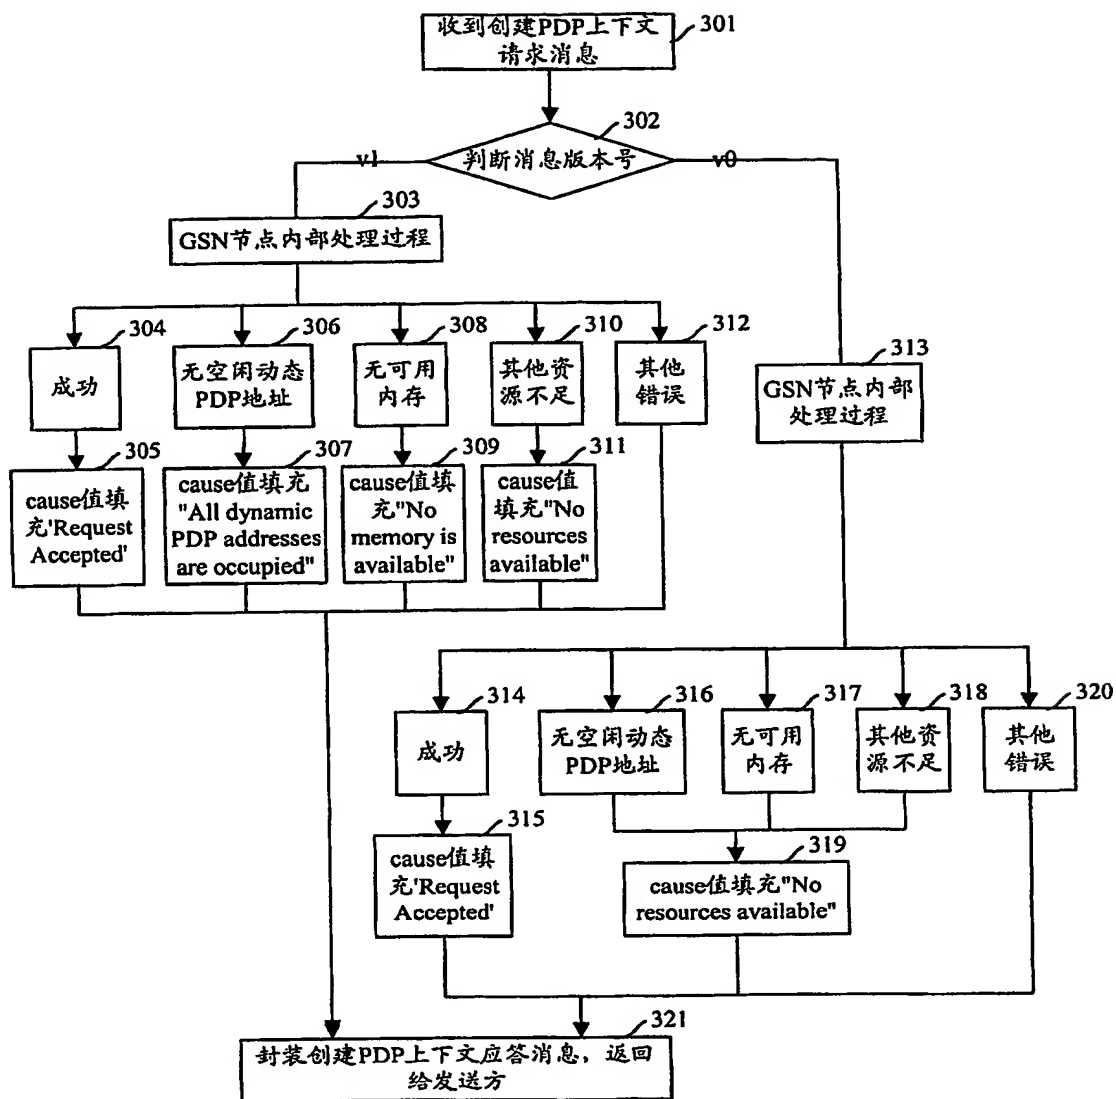 收到创建PDP上下文
请求消息
301
302
判断消息版本号
v1
v0
303
GSN节点内部处理过程
304
306
308
310
312
成功
无空闲动态
PDP地址
无可用
内存
其他资
源不足
其他
错误
313
GSN节点内部
处理过程
305
307
309
311
cause值填
充'Request
Accepted'
cause值填充
"All dynamic
PDP addresses
are occupied"
cause值填
充"No
memory is
available"
cause值
填充"No
resources
available"
314
316
317
318
320
成功
无空闲动态
PDP地址
无可用
内存
其他资
源不足
其他
错误
315
319
cause值填
充'Request
Accepted'
cause值填充"No
resources available"
321
封装创建PDP上下文应答消息，返回
给发送方